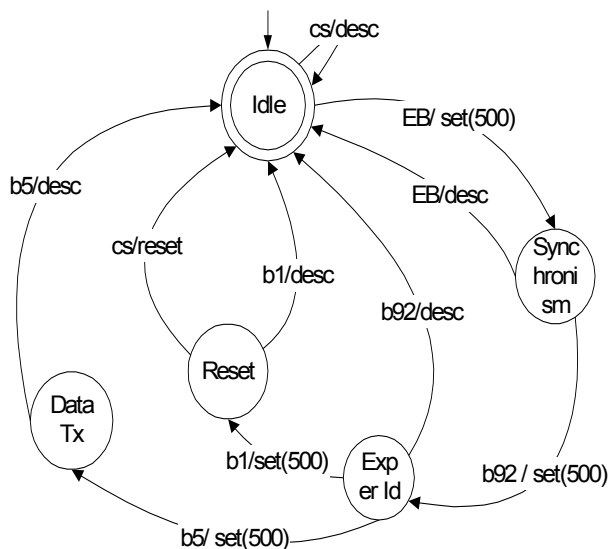 cs/desc
Idle
EB/ set(500)
b5/desc
EB/desc
cs/reset
Sync
hroni
sm
b1/desc
b92/desc
Reset
Data
Tx
b1/set(500)
Exp
er Id
b92 / set(500)
b5/ set(500)